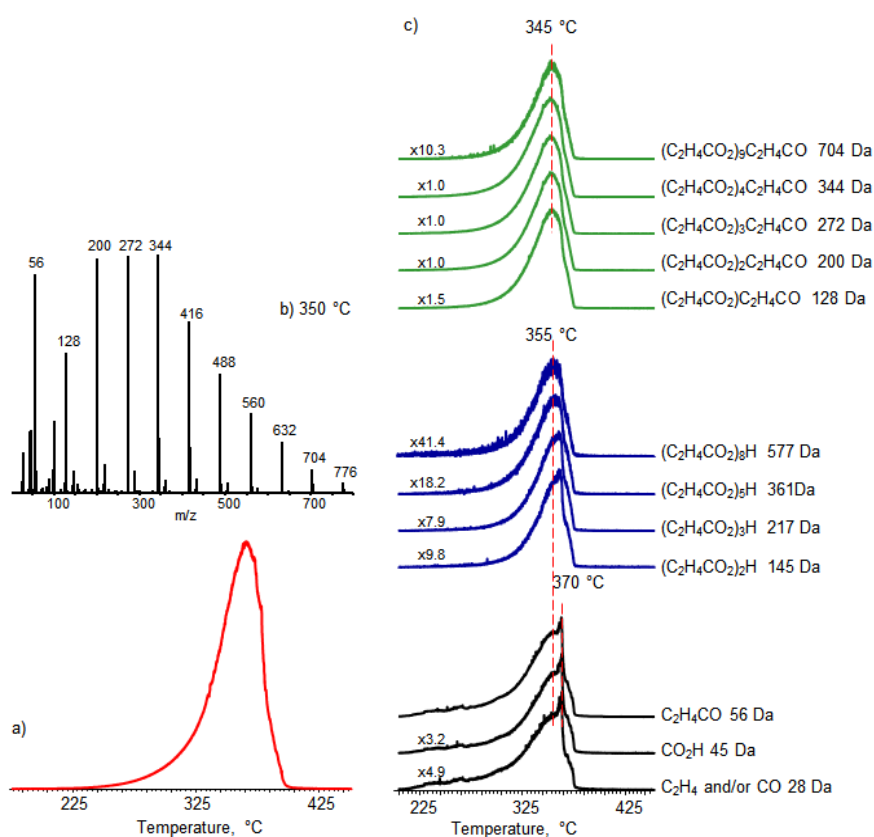 c)
345 °C
x10.3
(C₂H₄CO₂)₉C₂H₄CO 704 Da
x1.0
(C₂H₄CO₂)₄C₂H₄CO 344 Da
x1.0
(C₂H₄CO₂)₃C₂H₄CO 272 Da
x1.0
(C₂H₄CO₂)₂C₂H₄CO 200 Da
x1.5
(C₂H₄CO₂)C₂H₄CO 128 Da
56
128
200
272
344
416
488
560
632
704
776
b) 350 °C
100 300 500 700
m/z
355 °C
x41.4
(C₂H₄CO₂)₈H 577 Da
x18.2
(C₂H₄CO₂)₅H 361Da
x7.9
(C₂H₄CO₂)₃H 217 Da
x9.8
(C₂H₄CO₂)₂H 145 Da
370 °C
C₂H₄CO 56 Da
x3.2
CO₂H 45 Da
x4.9
C₂H₄ and/or CO 28 Da
225 325 425
Temperature, °C
a)
225 325 425
Temperature, °C